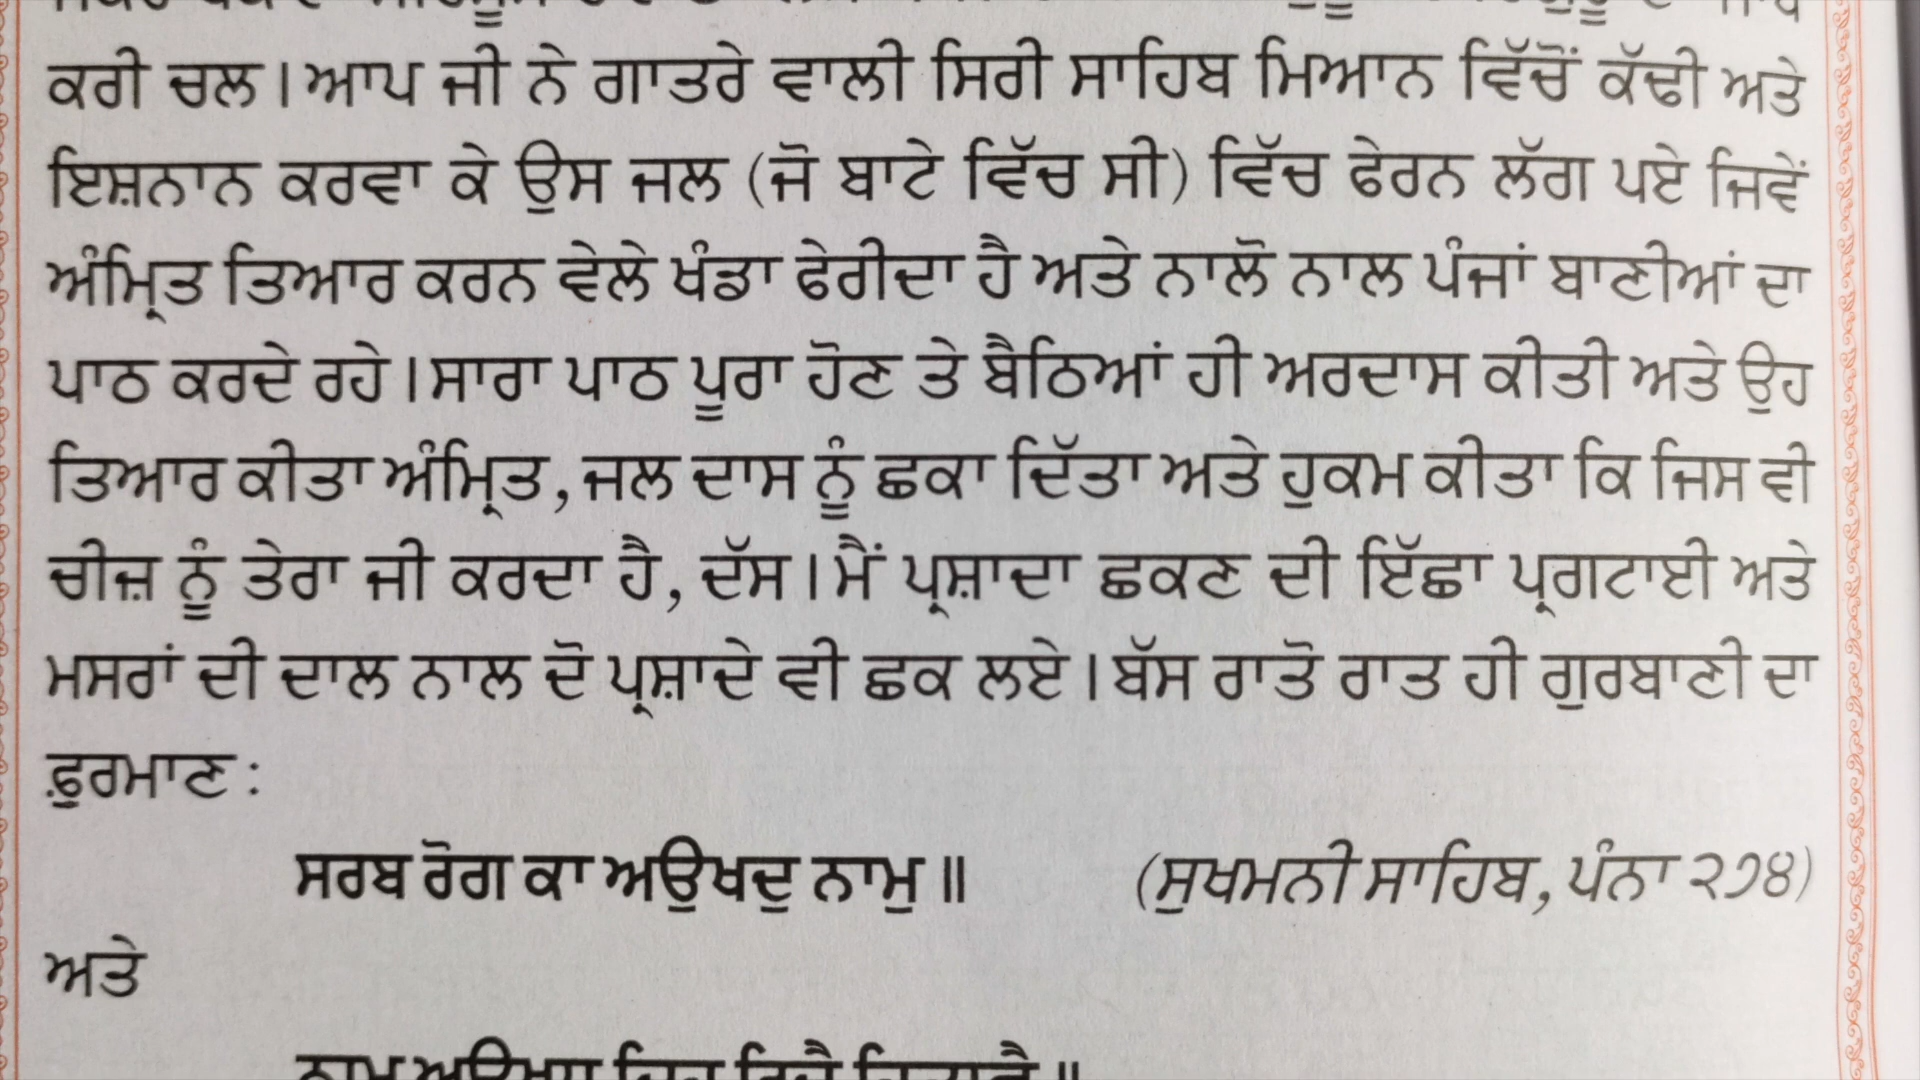 ਕਰੀ ਚਲ। ਆਪ ਜੀ ਨੇ ਗਾਤਰੇ ਵਾਲੀ ਸਿਰੀ ਸਾਹਿਬ ਮਿਆਨ ਵਿੱਚੋਂ ਕੱਢੀ ਅਤੇ
ਇਸ਼ਨਾਨ ਕਰਵਾ ਕੇ ਉਸ ਜਲ (ਜੋ ਬਾਟੇ ਵਿੱਚ ਸੀ) ਵਿੱਚ ਫੇਰਨ ਲੱਗ ਪਏ ਜਿਵੇਂ
ਅੰਮ੍ਰਿਤ ਤਿਆਰ ਕਰਨ ਵੇਲੇ ਖੰਡਾ ਫੇਰੀਦਾ ਹੈ ਅਤੇ ਨਾਲੋ ਨਾਲ ਪੰਜਾਂ ਬਾਣੀਆਂ ਦਾ
ਪਾਠ ਕਰਦੇ ਰਹੇ। ਸਾਰਾ ਪਾਠ ਪੂਰਾ ਹੋਣ ਤੇ ਬੈਠਿਆਂ ਹੀ ਅਰਦਾਸ ਕੀਤੀ ਅਤੇ ਉਹ
ਤਿਆਰ ਕੀਤਾ ਅੰਮ੍ਰਿਤ, ਜਲ ਦਾਸ ਨੂੰ ਛਕਾ ਦਿੱਤਾ ਅਤੇ ਹੁਕਮ ਕੀਤਾ ਕਿ ਜਿਸ ਵੀ
ਚੀਜ਼ ਨੂੰ ਤੇਰਾ ਜੀ ਕਰਦਾ ਹੈ, ਦੱਸ। ਮੈਂ ਪ੍ਰਸ਼ਾਦਾ ਛਕਣ ਦੀ ਇੱਛਾ ਪ੍ਰਗਟਾਈ ਅਤੇ
ਮਸਰਾਂ ਦੀ ਦਾਲ ਨਾਲ ਦੋ ਪ੍ਰਸ਼ਾਦੇ ਵੀ ਛਕ ਲਏ। ਬੱਸ ਰਾਤੋ ਰਾਤ ਹੀ ਗੁਰਬਾਣੀ ਦਾ
ਫ਼ੁਰਮਾਣ :
ਸਰਬ ਰੋਗ ਕਾ ਅਉਖਦੁ ਨਾਮੁ ॥ (ਸੁਖਮਨੀ ਸਾਹਿਬ, ਪੰਨਾ ੨੭੪)
ਅਤੇ